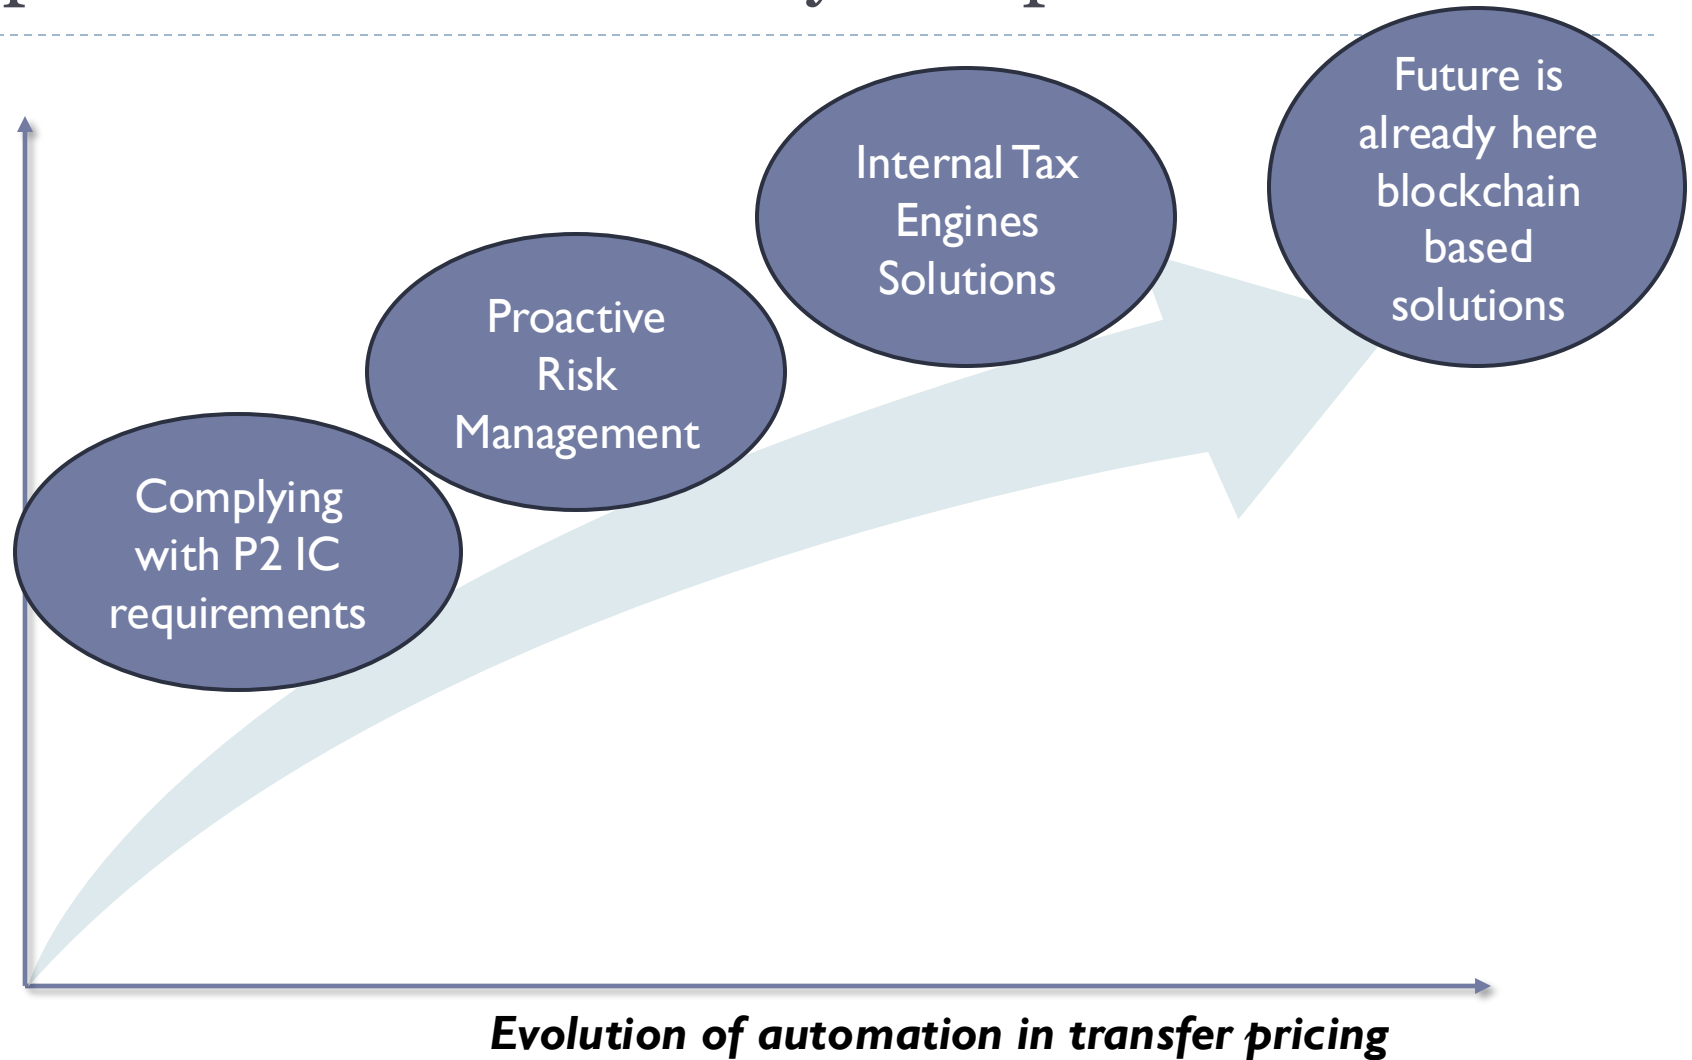 Future is
already here
blockchain
based
solutions
Internal Tax
Engines
Solutions
Proactive
Risk
Management
Complying
with P2 IC
requirements
Evolution of automation in transfer pricing